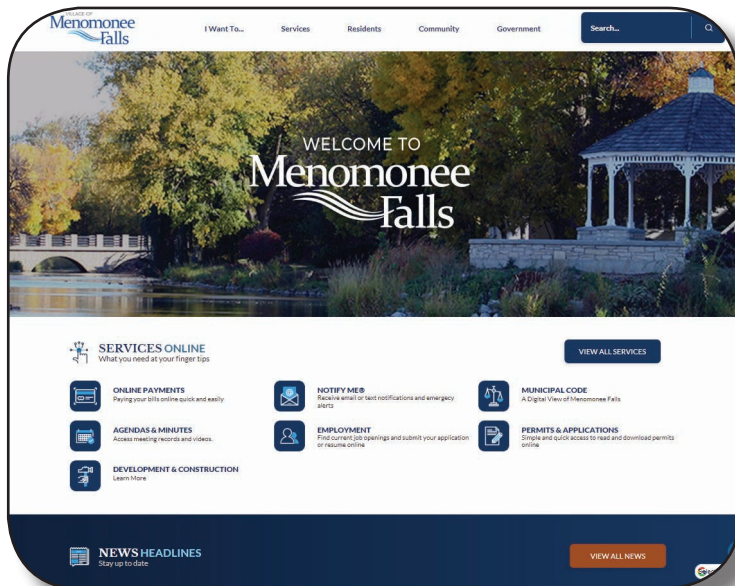 VILLAGE OF
Menomonee
Falls
I Want To...
Services
Residents
Community
Government
Search...
WELCOME TO
Menomonee
Falls
SERVICES ONLINE
What you need at your finger tips
VIEW ALL SERVICES
ONLINE PAYMENTS
Paying your bills online quick and easily
NOTIFY ME®
Receive email or text notifications and emergecy
alerts
MUNICIPAL CODE
A Digital View of Menomonee Falls
AGENDAS & MINUTES
Access meeting records and videos.
EMPLOYMENT
Find current job openings and submit your application
or resume online
PERMITS & APPLICATIONS
Simple and quick access to read and download permits
online
DEVELOPMENT & CONSTRUCTION
Learn More
NEWS HEADLINES
Stay up to date
VIEW ALL NEWS